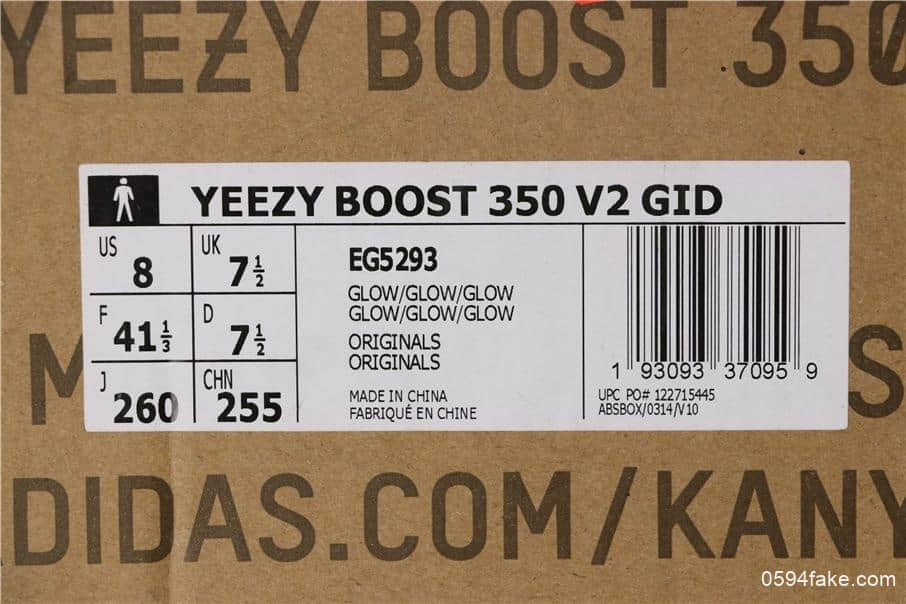 YEEZY BOOST 350
YEEZY BOOST 350 V2 GID
US
8
UK
7 1/2
F
41 1/3
D
7 1/2
J
260
CHN
255
EG5293
GLOW/GLOW/GLOW
GLOW/GLOW/GLOW
ORIGINALS
ORIGINALS
MADE IN CHINA
FABRIQUÉ EN CHINE
1 93093 37095 9
UPC PO# 122715445
ABSBOX/0314/V10
M
S
DIDAS.COM/KANY
0594fake.com